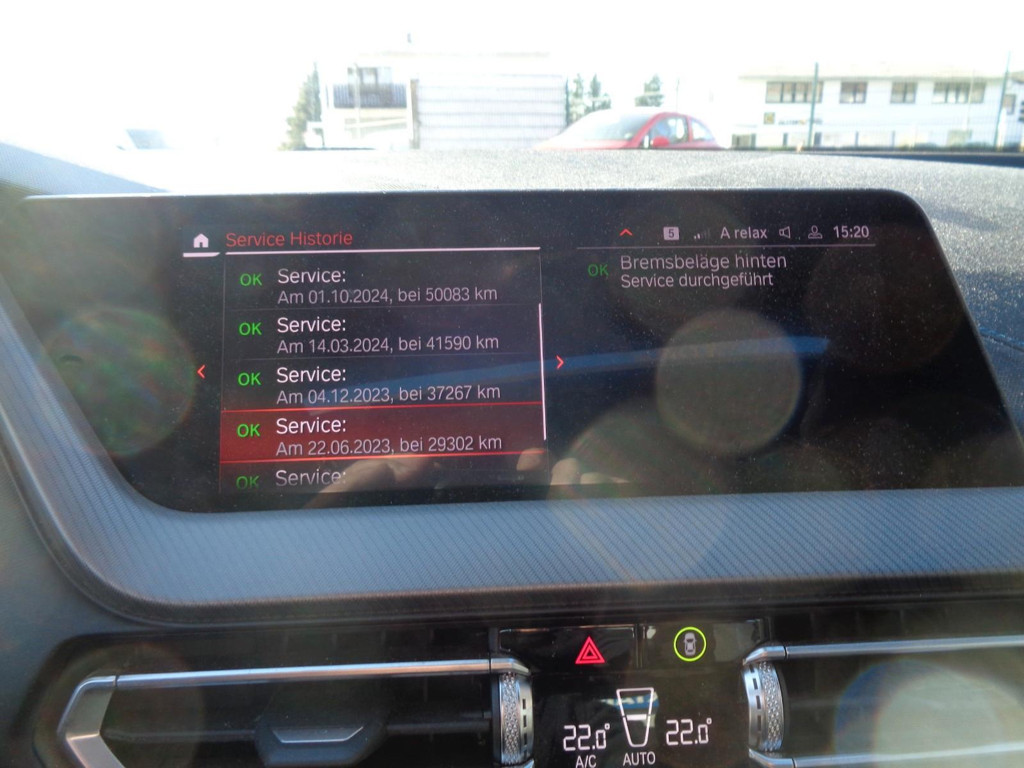 Service Historie
5 A relax 15:20
OK Service:
Am 01.10.2024, bei 50083 km
OK Service:
Am 14.03.2024, bei 41590 km
OK Service:
Am 04.12.2023, bei 37267 km
OK Service:
Am 22.06.2023, bei 29302 km
OK Service:
OK Bremsbeläge hinten
Service durchgeführt
22.0° 22.0°
A/C AUTO